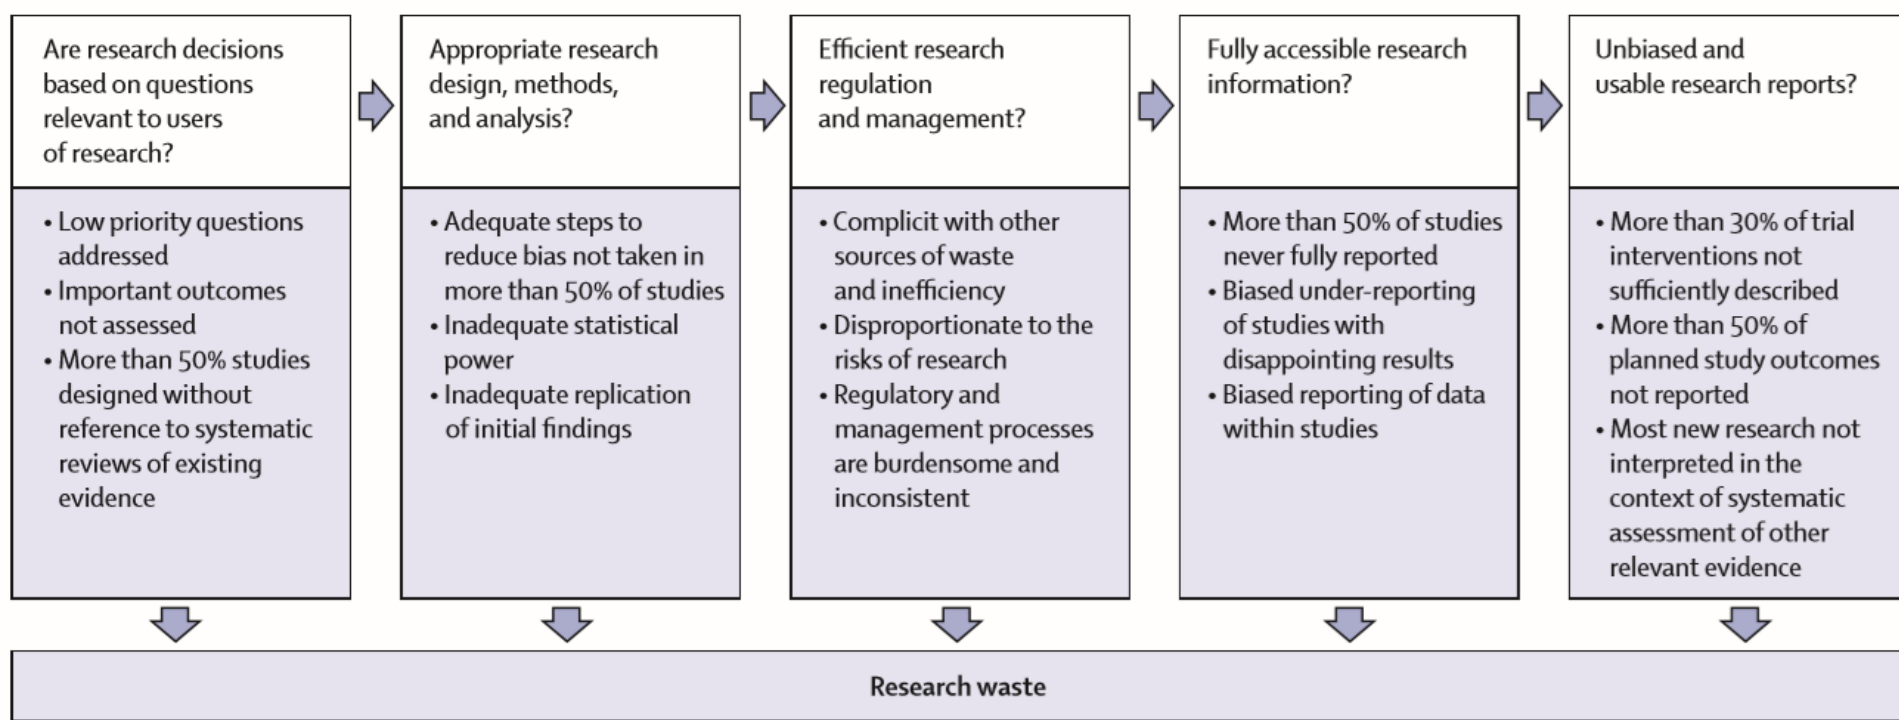 Are research decisions
based on questions
relevant to users
of research?
• Low priority questions
addressed
• Important outcomes
not assessed
• More than 50% studies
designed without
reference to systematic
reviews of existing
evidence
Appropriate research
design, methods,
and analysis?
• Adequate steps to
reduce bias not taken in
more than 50% of studies
• Inadequate statistical
power
• Inadequate replication
of initial findings
Efficient research
regulation
and management?
• Complicit with other
sources of waste
and inefficiency
• Disproportionate to the
risks of research
• Regulatory and
management processes
are burdensome and
inconsistent
Fully accessible research
information?
• More than 50% of studies
never fully reported
• Biased under-reporting
of studies with
disappointing results
• Biased reporting of data
within studies
Unbiased and
usable research reports?
• More than 30% of trial
interventions not
sufficiently described
• More than 50% of
planned study outcomes
not reported
• Most new research not
interpreted in the
context of systematic
assessment of other
relevant evidence
Research waste